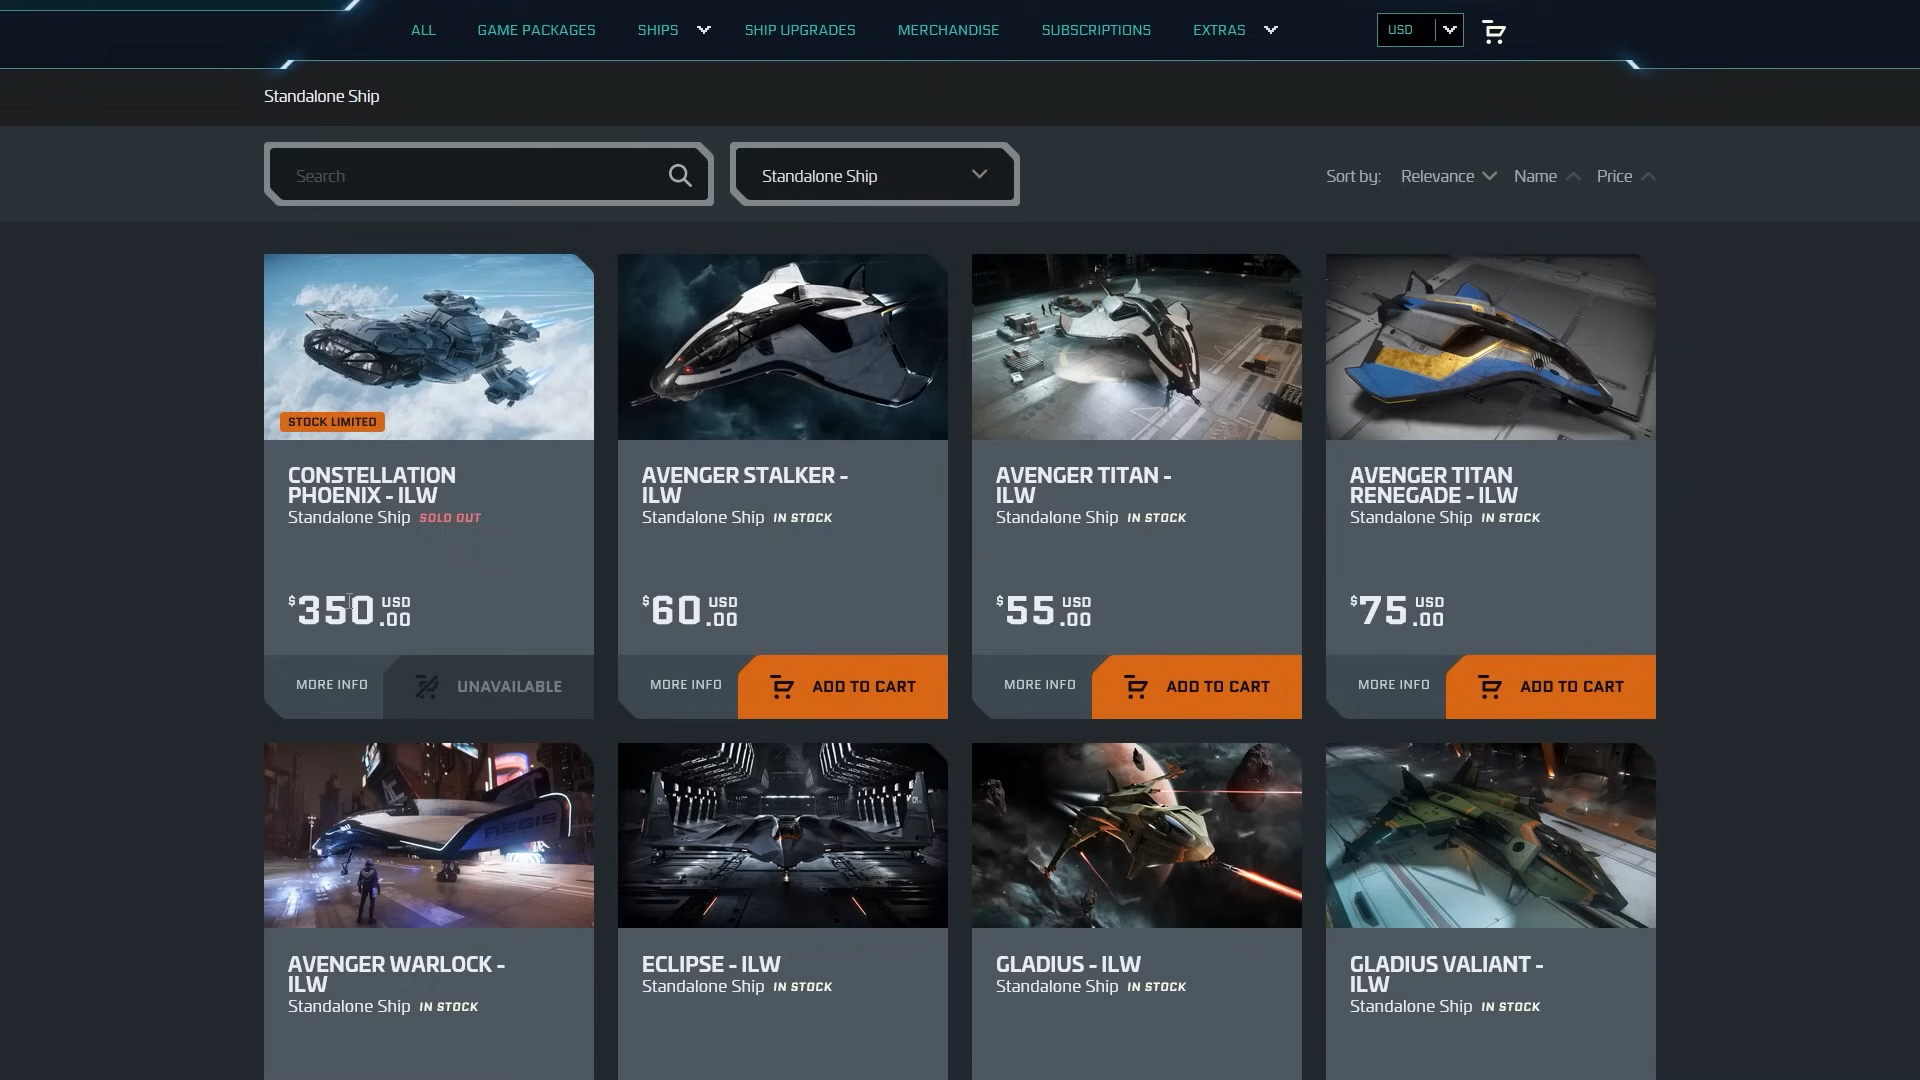 ALL GAME PACKAGES SHIPS SHIP UPGRADES MERCHANDISE SUBSCRIPTIONS EXTRAS USD
Standalone Ship
Search Standalone Ship Sort by: Relevance Name Price
STOCK LIMITED
CONSTELLATION
PHOENIX - ILW
Standalone Ship SOLD OUT
$350 USD .00
MORE INFO UNAVAILABLE
AVENGER STALKER -
ILW
Standalone Ship IN STOCK
$60 USD .00
MORE INFO ADD TO CART
AVENGER TITAN -
ILW
Standalone Ship IN STOCK
$55 USD .00
MORE INFO ADD TO CART
AVENGER TITAN
RENEGADE - ILW
Standalone Ship IN STOCK
$75 USD .00
MORE INFO ADD TO CART
AEGIS
AVENGER WARLOCK -
ILW
Standalone Ship IN STOCK
ECLIPSE - ILW
Standalone Ship IN STOCK
GLADIUS - ILW
Standalone Ship IN STOCK
GLADIUS VALIANT -
ILW
Standalone Ship IN STOCK